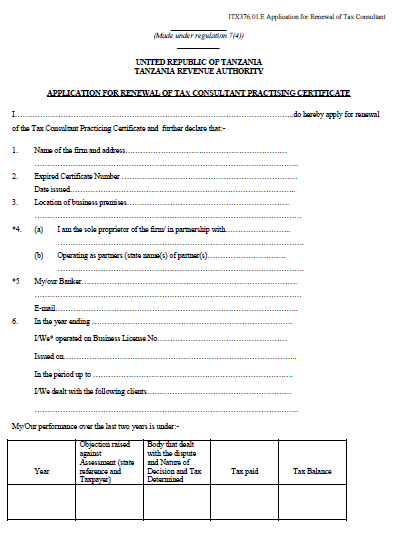 ITX376.01.E Application for Renewal of Tax Consultant
(Made under regulation 7(4))
UNITED REPUBLIC OF TANZANIA
TANZANIA REVENUE AUTHORITY
APPLICATION FOR RENEWAL OF TAX CONSULTANT PRACTISING CERTIFICATE
I……………………………………………………………………………………..do hereby apply for renewal
of the Tax Consultant Practicing Certificate and further declare that:-
1. Name of the firm and address……………………………….
……………………………………………………………………………..
2. Expired Certificate Number ……………………………………………………
Date issued……………………………………………………………………..
3. Location of business premises……………………………………………….
………………………………………………………………………………
*4. (a) I am the sole proprietor of the firm/ in partnership with……………………..
……………………………………………………………………………
(b) Operating as partners (state name(s) of partner(s)……………………………
……………………………………………………………………………
*5 My/our Banker…………………………………………………………………..
………………………………………………………………………………
E-mail……………………………………………………………………………
6. In the year ending …………………………………………………………….
I/We* operated on Business License No…………………………………………
Issued on……………………………………………………………………….
In the period up to …………………………………………………………….
I/We dealt with the following clients……………………………………………
………………………………………………………………………………
My/Our performance over the last two years is under:-
Year
Objection raised
against
Assessment (state
reference and
Taxpayer)
Body that dealt
with the dispute
and Nature of
Decision and Tax
Determined
Tax paid
Tax Balance